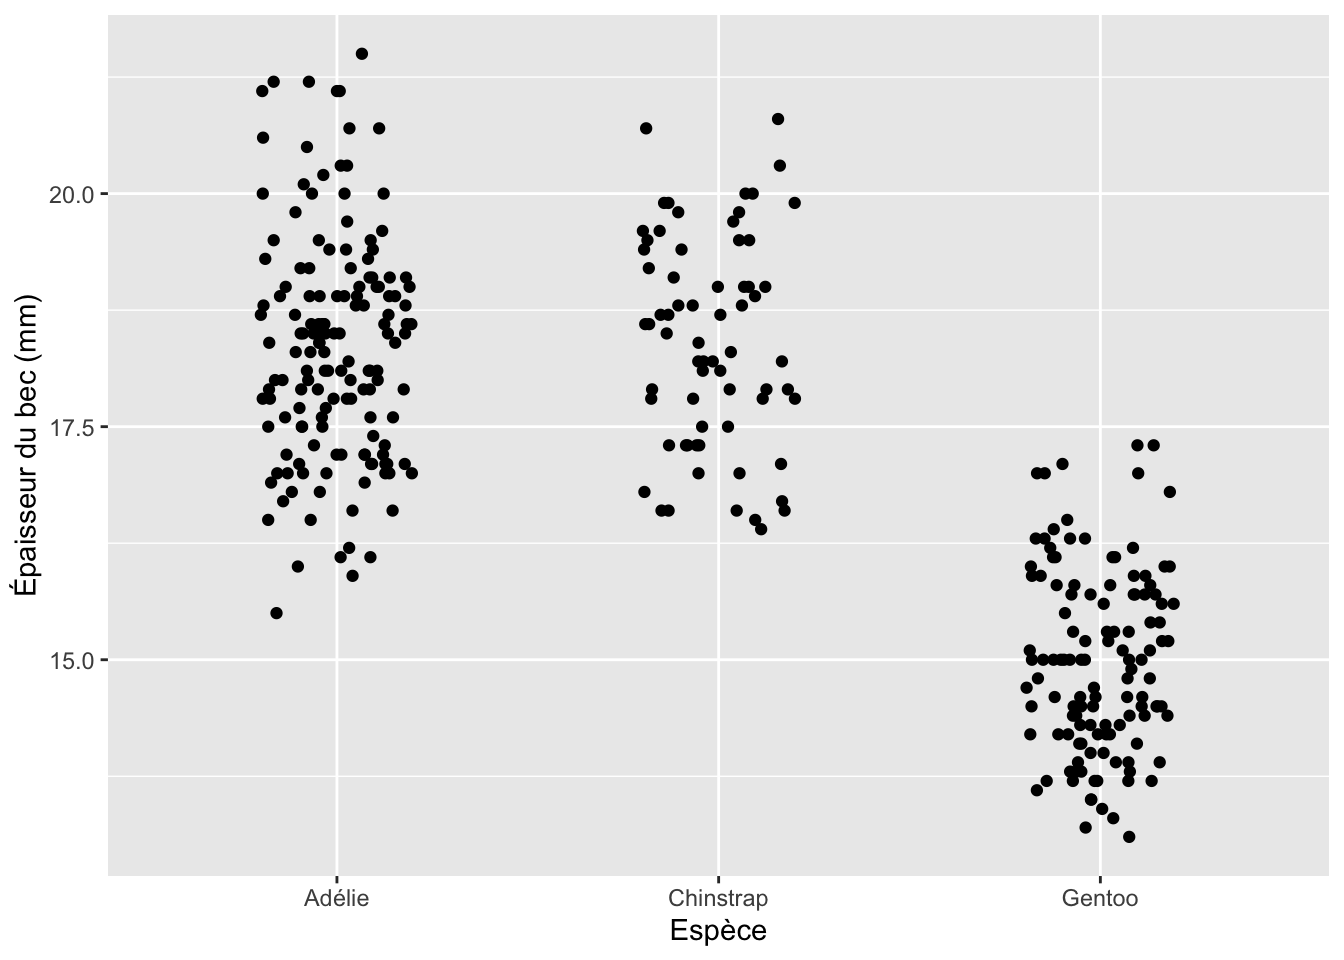 Épaisseur du bec (mm)
20.0
17.5
15.0
Adélie
Chinstrap
Gentoo
Espèce